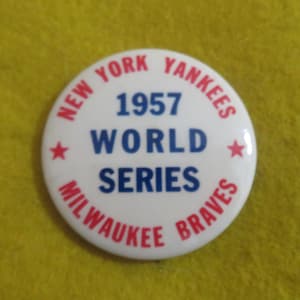 NEW YORK YANKEES
1957
WORLD
SERIES
MILWAUKEE BRAVES